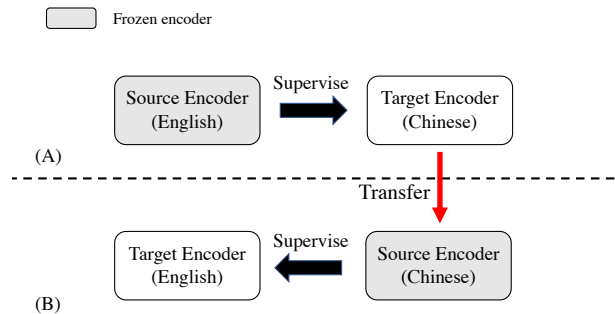 Frozen encoder
Supervise
Source Encoder
(English)
Target Encoder
(Chinese)
(A)
Transfer
Supervise
Target Encoder
(English)
Source Encoder
(Chinese)
(B)